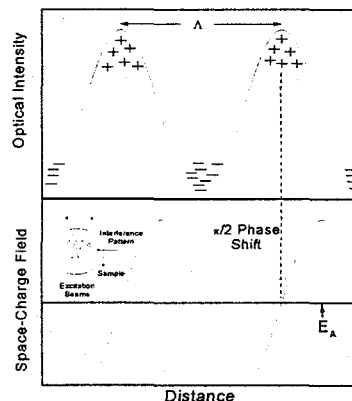 Λ
Optical Intensity
Interference
Pattern
Sample
Excitation
Beams
π/2 Phase
Shift
E_A
Space-Charge Field
Distance